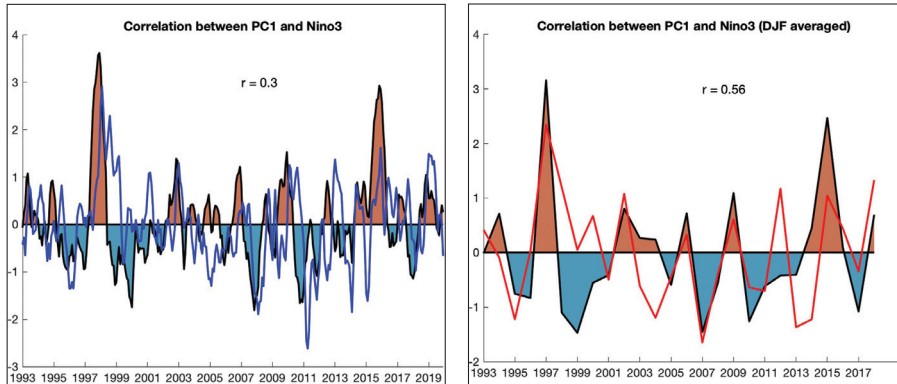 Correlation between PC1 and Nino3
4
r = 0.3
3
2
1
0
-1
-2
-3
1993 1995 1997 1999 2001 2003 2005 2007 2009 2011 2013 2015 2017 2019
Correlation between PC1 and Nino3 (DJF averaged)
4
r = 0.56
3
2
1
0
-1
-2
1993 1995 1997 1999 2001 2003 2005 2007 2009 2011 2013 2015 2017